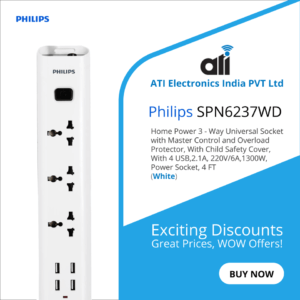 PHILIPS
ati
ATI Electronics India PVT Ltd
PHILIPS
Philips SPN6237WD
Home Power 3 - Way Universal Socket
with Master Control and Overload
Protector, With Child Safety Cover,
With 4 USB,2.1A, 220V/6A,1300W,
Power Socket, 4 FT
(White)
Exciting Discounts
Great Prices, WOW Offers!
BUY NOW